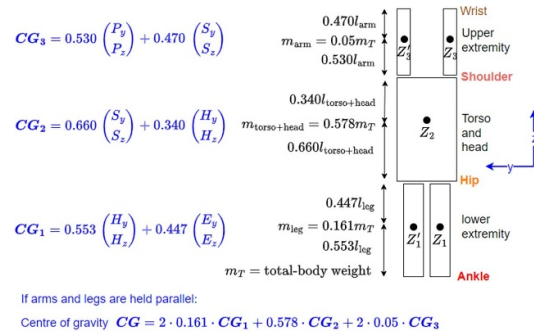 0.470l_arm
Wrist
CG₃ = 0.530 (P_y P_z) + 0.470 (S_y S_z)
m_arm = 0.05m_T
Z₃′ Z₃
Upper
extremity
0.530l_arm
Shoulder
0.340l_torso+head
CG₂ = 0.660 (S_y S_z) + 0.340 (H_y H_z)
m_torso+head = 0.578m_T
Z₂
Torso
and
head
z
y
0.660l_torso+head
Hip
0.447l_leg
CG₁ = 0.553 (H_y H_z) + 0.447 (E_y E_z)
m_leg = 0.161m_T
Z₁′ Z₁
lower
extremity
0.553l_leg
m_T = total-body weight
Ankle
If arms and legs are held parallel:
Centre of gravity CG = 2 · 0.161 · CG₁ + 0.578 · CG₂ + 2 · 0.05 · CG₃